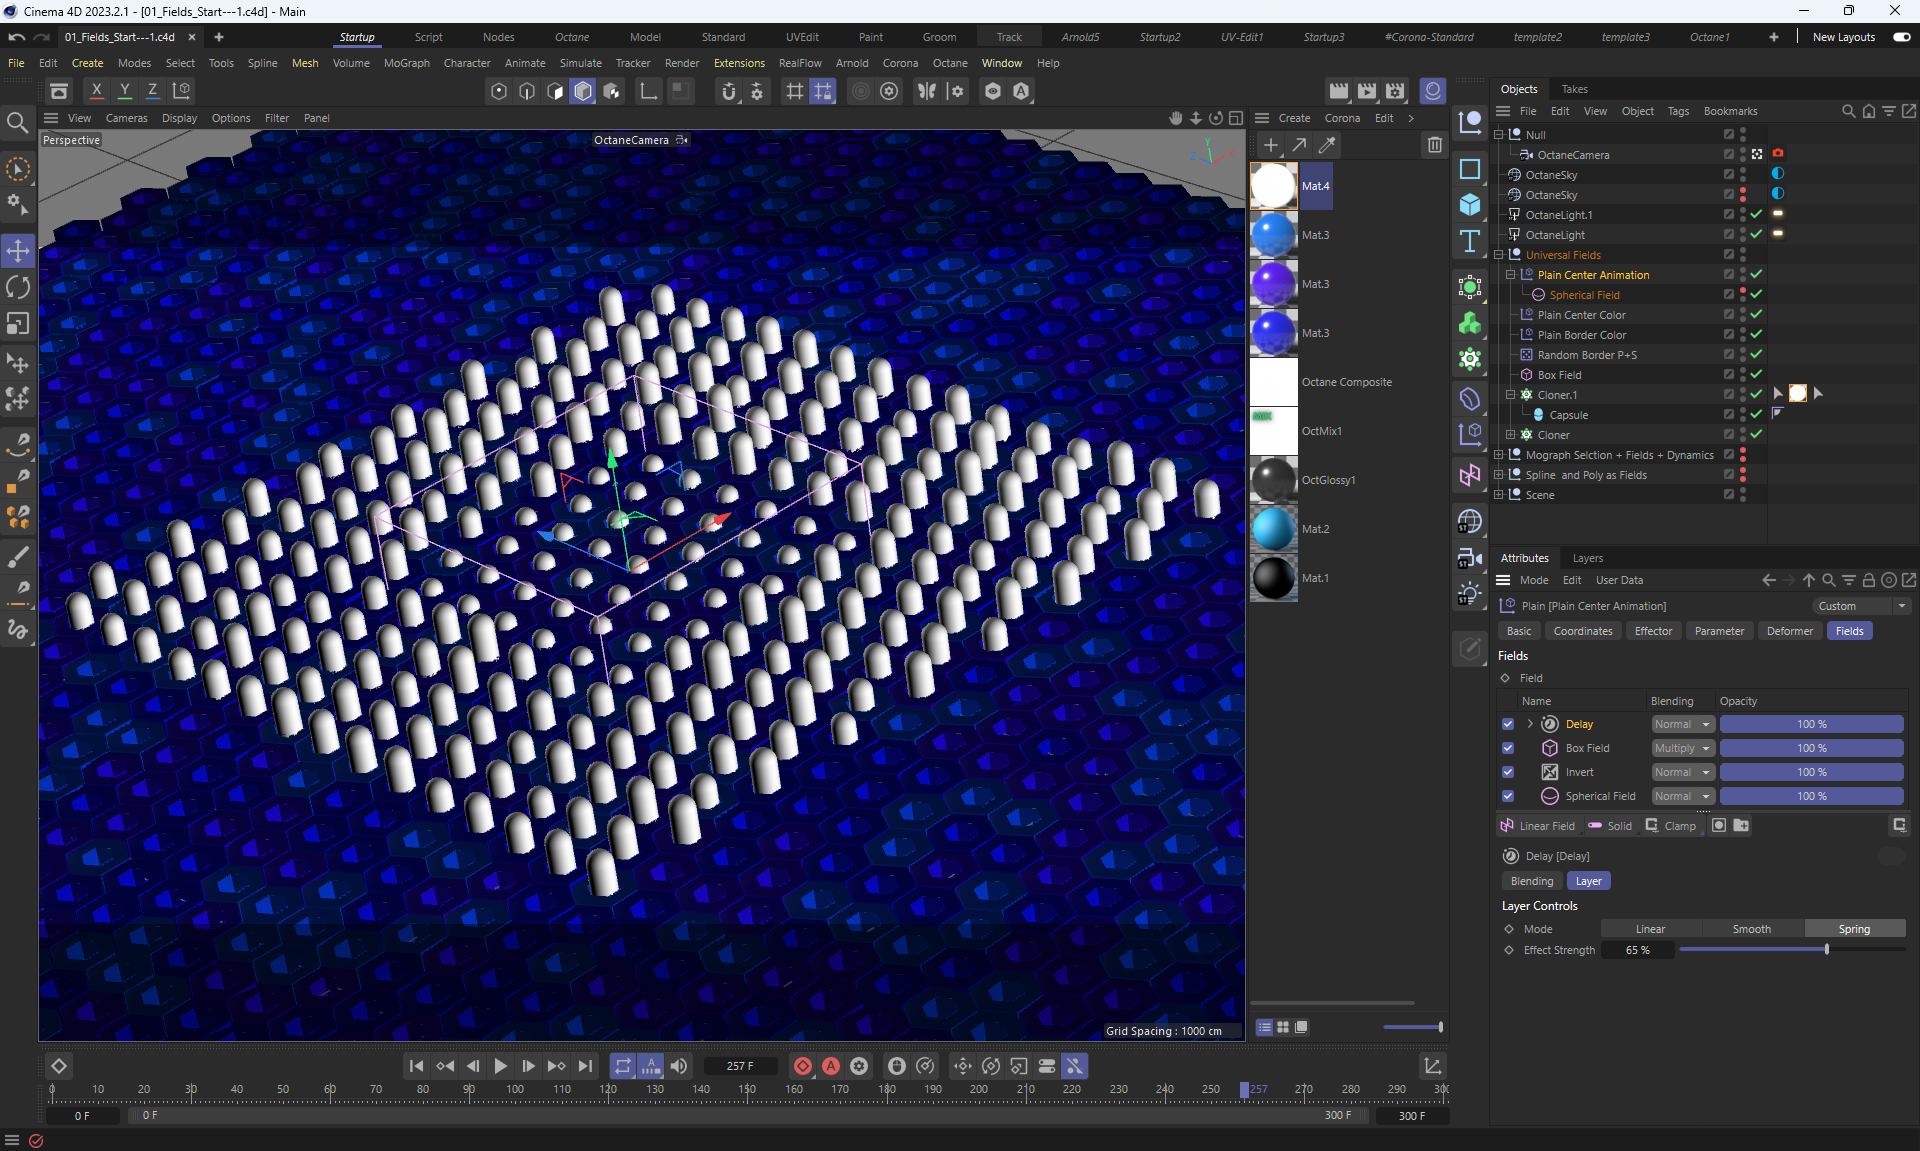 Cinema 4D 2023.2.1 - [01_Fields_Start---1.c4d] - Main
01_Fields_Start---1.c4d × +
Startup Script Nodes Octane Model Standard UVEdit Paint Groom Track Arnold5 Startup2 UV-Edit1 Startup3 #Corona-Standard template2 template3 Octane1 + New Layouts
File Edit Create Modes Select Tools Spline Mesh Volume MoGraph Character Animate Simulate Tracker Render Extensions RealFlow Arnold Corona Octane Window Help
X Y Z
View Cameras Display Options Filter Panel
Perspective
OctaneCamera
Grid Spacing : 1000 cm
Create Corona Edit >
Mat.4
Mat.3
Mat.3
Mat.3
Octane Composite
OctMix1
OctGlossy1
Mat.2
Mat.1
Objects Takes
File Edit View Object Tags Bookmarks
Null
OctaneCamera
OctaneSky
OctaneSky
OctaneLight.1
OctaneLight
Universal Fields
Plain Center Animation
Spherical Field
Plain Center Color
Plain Border Color
Random Border P+S
Box Field
Cloner.1
Capsule
Cloner
Mograph Selction + Fields + Dynamics
Spline and Poly as Fields
Scene
Attributes Layers
Mode Edit User Data
Plain [Plain Center Animation]
Custom
Basic Coordinates Effector Parameter Deformer Fields
Fields
Field
Name Blending Opacity
Delay Normal 100 %
Box Field Multiply 100 %
Invert Normal 100 %
Spherical Field Normal 100 %
Linear Field Solid Clamp
Delay [Delay]
Blending Layer
Layer Controls
Mode Linear Smooth Spring
Effect Strength 65 %
257 F
0 10 20 30 40 50 60 70 80 90 100 110 120 130 140 150 160 170 180 190 200 210 220 230 240 250 257 270 280 290 300
0 F 0 F 300 F 300 F